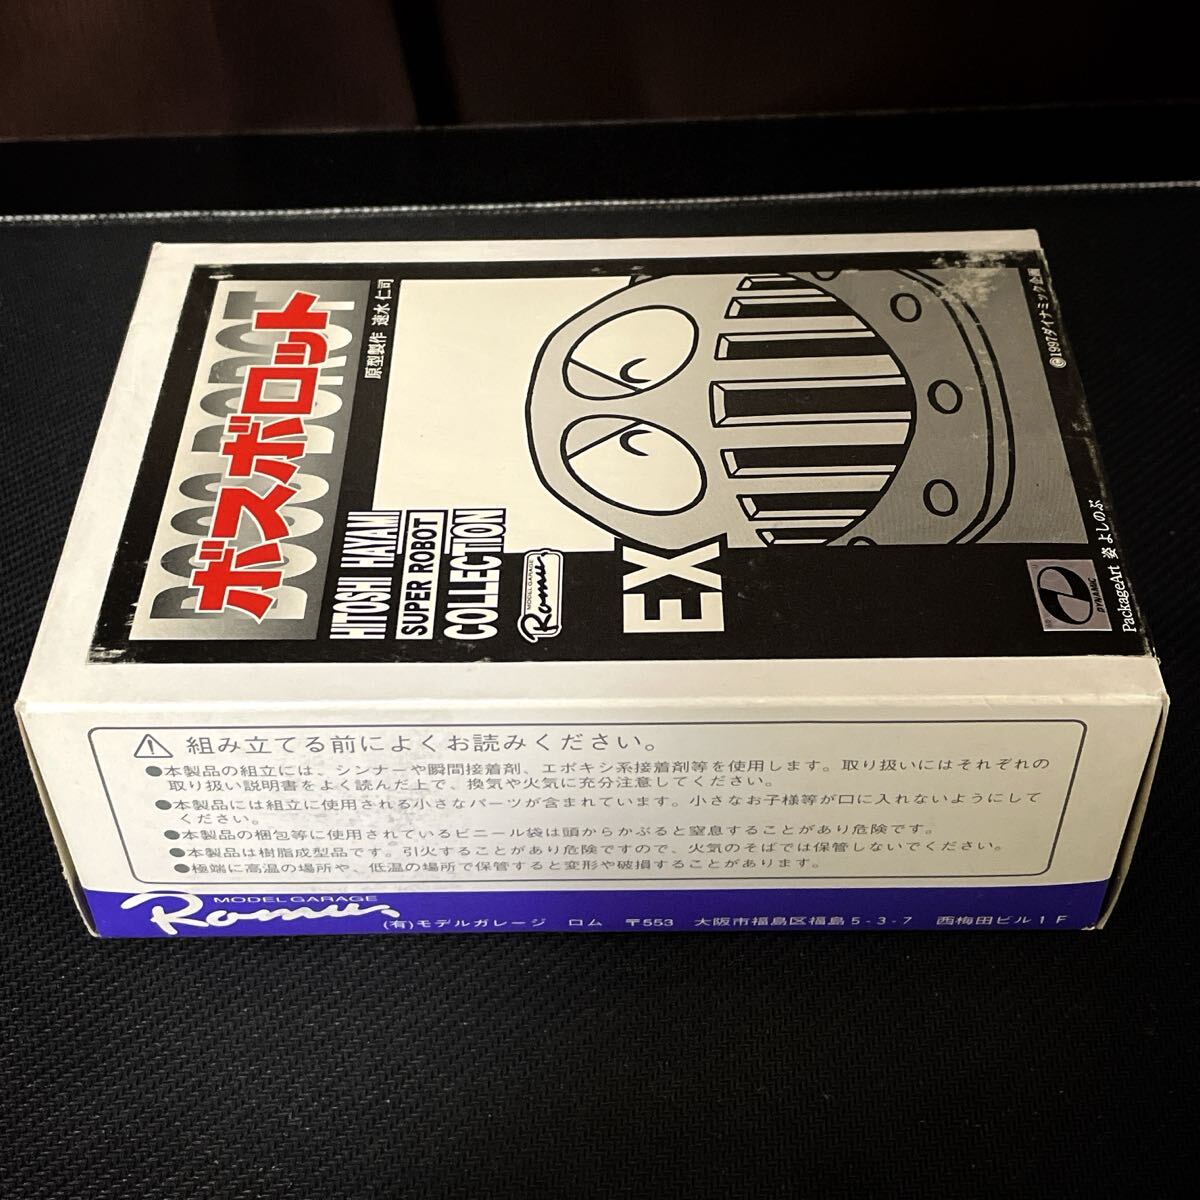 BOSS BOROT
ボスボロット
原型製作 速水 仁司
HITOSHI HAYAMI
SUPER ROBOT
COLLECTION
MODEL GARAGE
Romu
EX
©1997ダイナミック企画
DYNAMIC
PackageArt 姿 よしのぶ
組み立てる前によくお読みください。
●本製品の組立には、シンナーや瞬間接着剤、エポキシ系接着剤等を使用します。取り扱いにはそれぞれの
取り扱い説明書をよく読んだ上で、換気や火気に充分注意してください。
●本製品には組立に使用される小さなパーツが含まれています。小さなお子様等が口に入れないようにして
ください。
●本製品の梱包等に使用されているビニール袋は頭からかぶると窒息することがあり危険です。
●本製品は樹脂成型品です。引火することがあり危険ですので、火気のそばでは保管しないでください。
●極端に高温の場所や、低温の場所で保管すると変形や破損することがあります。
MODEL GARAGE
Romu
(有)モデルガレージ ロム 〒553 大阪市福島区福島5-3-7 西梅田ビル1F